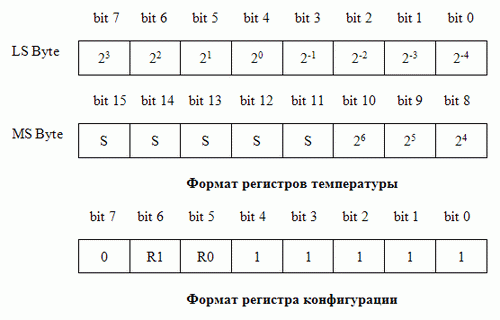 bit 7 bit 6 bit 5 bit 4 bit 3 bit 2 bit 1 bit 0
LS Byte 2³ 2² 2¹ 2⁰ 2⁻¹ 2⁻² 2⁻³ 2⁻⁴
bit 15 bit 14 bit 13 bit 12 bit 11 bit 10 bit 9 bit 8
MS Byte S S S S S 2⁶ 2⁵ 2⁴
Формат регистров температуры
bit 7 bit 6 bit 5 bit 4 bit 3 bit 2 bit 1 bit 0
0 R1 R0 1 1 1 1 1
Формат регистра конфигурации